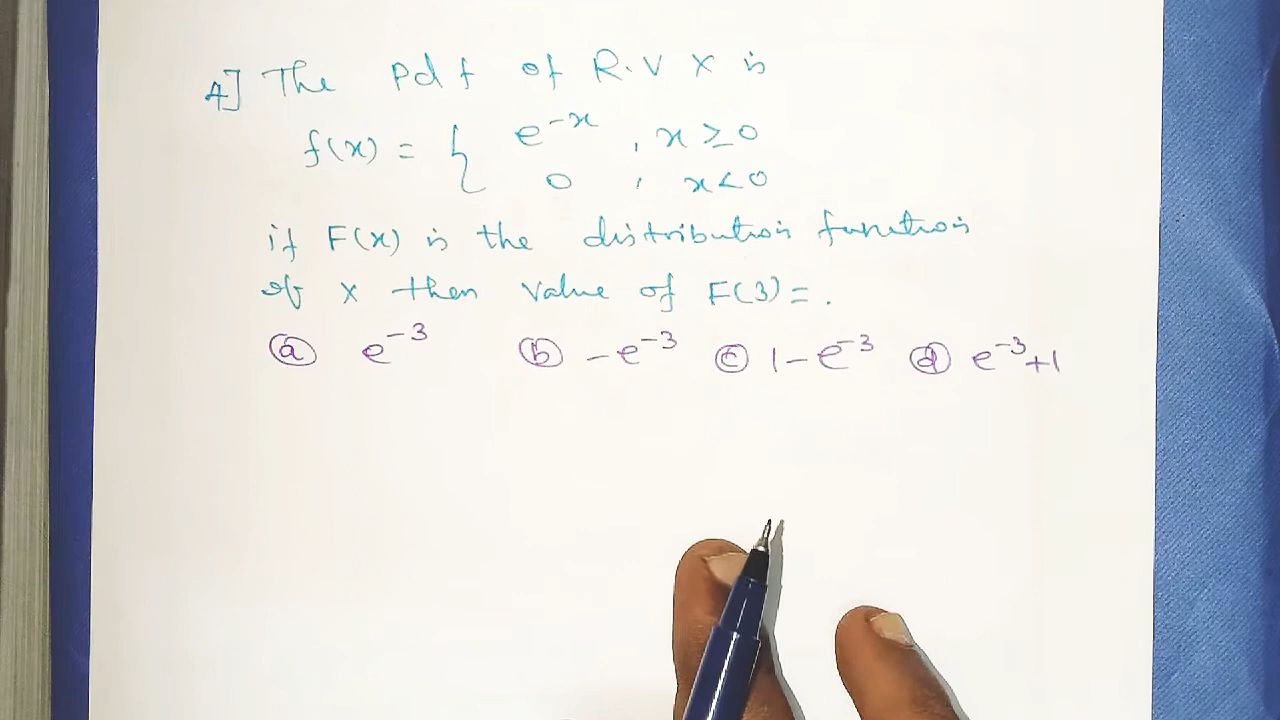 4] The Pdf of R.V X is
f(x) = { e^{-x} , x ≥ 0
0 , x < 0
if F(x) is the distribution function
of X then value of F(3) = .
(a) e^{-3} (b) -e^{-3} (c) 1-e^{-3} (d) e^{-3}+1